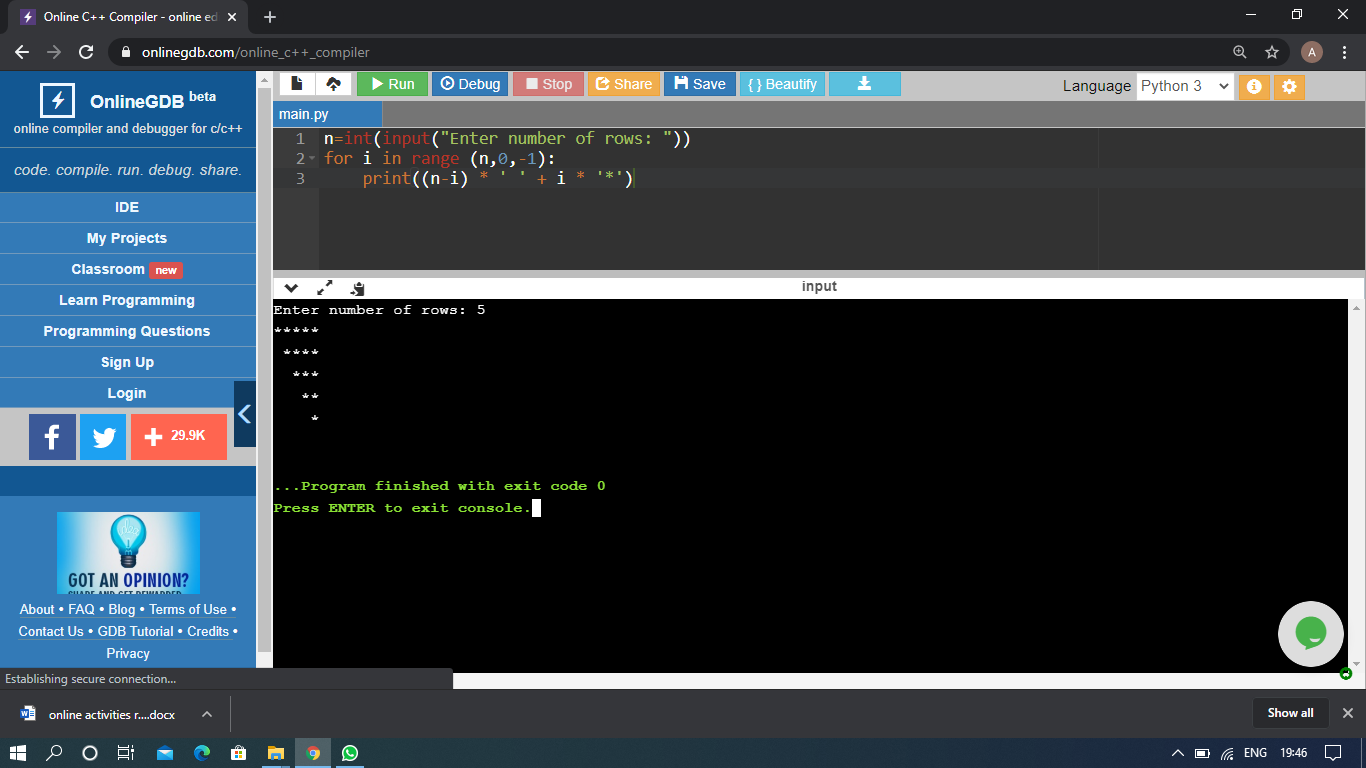 Online C++ Compiler - online ed
onlinegdb.com/online_c++_compiler
A
OnlineGDB beta
online compiler and debugger for c/c++
code. compile. run. debug. share.
IDE
My Projects
Classroom new
Learn Programming
Programming Questions
Sign Up
Login
29.9K
GOT AN OPINION?
SHARE AND GET REWARDED
About • FAQ • Blog • Terms of Use •
Contact Us • GDB Tutorial • Credits •
Privacy
Run Debug Stop Share Save { } Beautify
Language Python 3
main.py
1 n=int(input("Enter number of rows: "))
2 for i in range (n,0,-1):
3     print((n-i) * ' ' + i * '*')
input
Enter number of rows: 5
*****
 ****
  ***
   **
    *
...Program finished with exit code 0
Press ENTER to exit console.
Establishing secure connection...
online activities r....docx
Show all
ENG 19:46